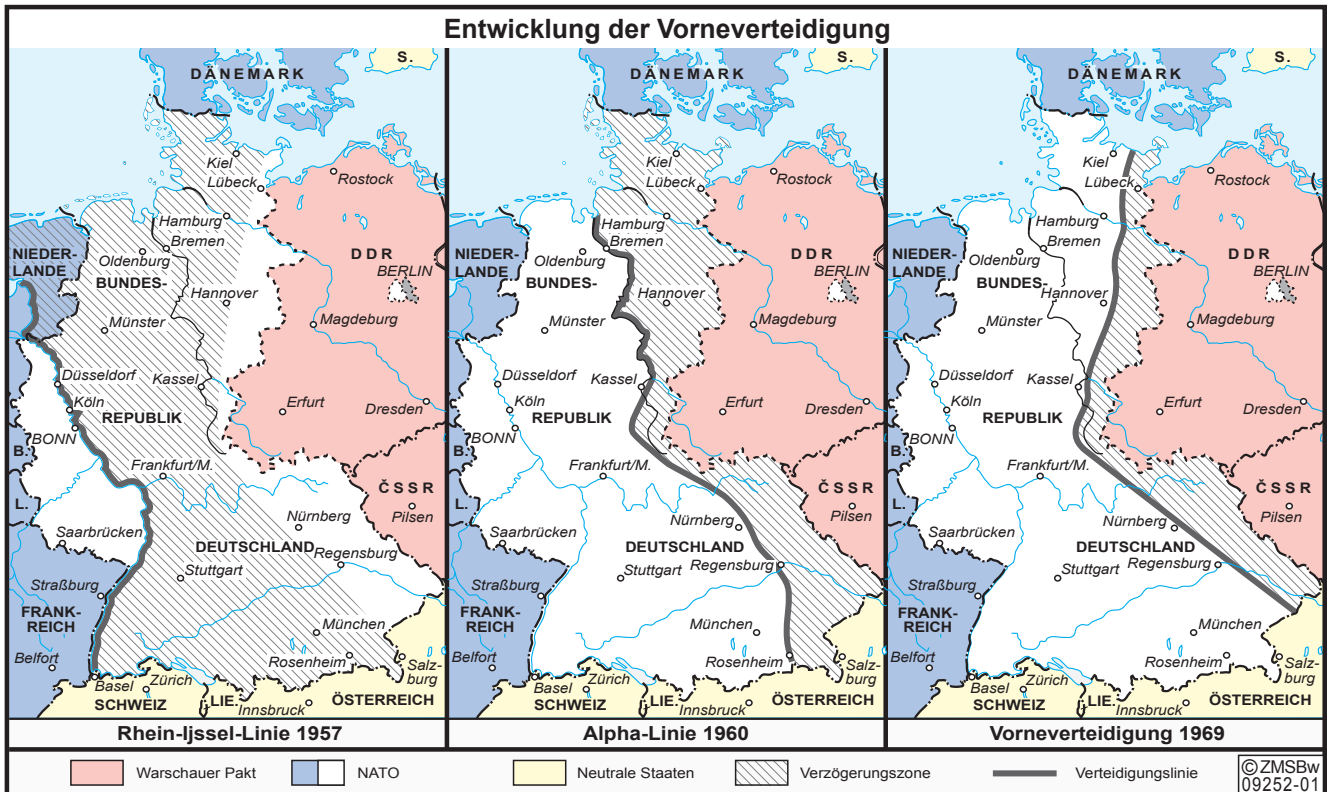 Entwicklung der Vorneverteidigung
S.
DÄNEMARK
Kiel
Lübeck
Rostock
Hamburg
Bremen
Oldenburg
NIEDER-
LANDE
DDR
BERLIN
BUNDES-
Hannover
Münster
Magdeburg
Düsseldorf
Kassel
Köln
REPUBLIK
Erfurt
Dresden
BONN
B.
Frankfurt/M.
ČSSR
L.
Pilsen
Nürnberg
Saarbrücken
DEUTSCHLAND
Regensburg
Stuttgart
Straßburg
FRANK-
REICH
München
Belfort
Rosenheim
Salz-
burg
Basel
Zürich
SCHWEIZ
LIE.
ÖSTERREICH
Innsbruck
Rhein-Ijssel-Linie 1957
S.
DÄNEMARK
Kiel
Lübeck
Rostock
Hamburg
Bremen
Oldenburg
NIEDER-
LANDE
DDR
BERLIN
BUNDES-
Hannover
Münster
Magdeburg
Düsseldorf
Kassel
Köln
REPUBLIK
Erfurt
Dresden
BONN
B.
Frankfurt/M.
ČSSR
L.
Pilsen
Nürnberg
Saarbrücken
DEUTSCHLAND
Regensburg
Stuttgart
Straßburg
FRANK-
REICH
München
Belfort
Rosenheim
Salz-
burg
Basel
Zürich
SCHWEIZ
LIE.
ÖSTERREICH
Innsbruck
Alpha-Linie 1960
S.
DÄNEMARK
Kiel
Lübeck
Rostock
Hamburg
Bremen
Oldenburg
NIEDER-
LANDE
DDR
BERLIN
BUNDES-
Hannover
Münster
Magdeburg
Düsseldorf
Kassel
Köln
REPUBLIK
Erfurt
Dresden
BONN
B.
Frankfurt/M.
ČSSR
L.
Pilsen
Nürnberg
Saarbrücken
DEUTSCHLAND
Regensburg
Stuttgart
Straßburg
FRANK-
REICH
München
Belfort
Rosenheim
Salz-
burg
Basel
Zürich
SCHWEIZ
LIE.
ÖSTERREICH
Innsbruck
Vorneverteidigung 1969
Warschauer Pakt
NATO
Neutrale Staaten
Verzögerungszone
Verteidigungslinie
©ZMSBw
09252-01